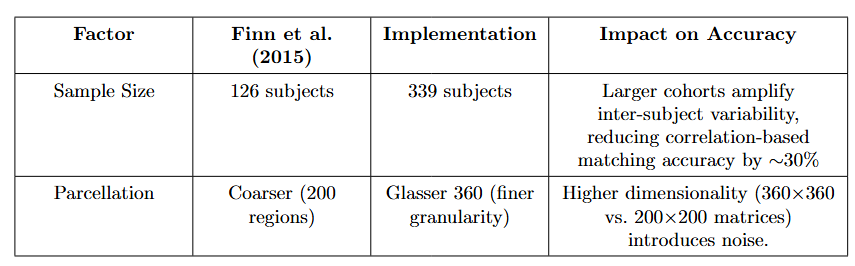 Factor
Finn et al.
(2015)
Implementation
Impact on Accuracy
Sample Size
126 subjects
339 subjects
Larger cohorts amplify
inter-subject variability,
reducing correlation-based
matching accuracy by ∼30%
Parcellation
Coarser (200
regions)
Glasser 360 (finer
granularity)
Higher dimensionality (360×360
vs. 200×200 matrices)
introduces noise.